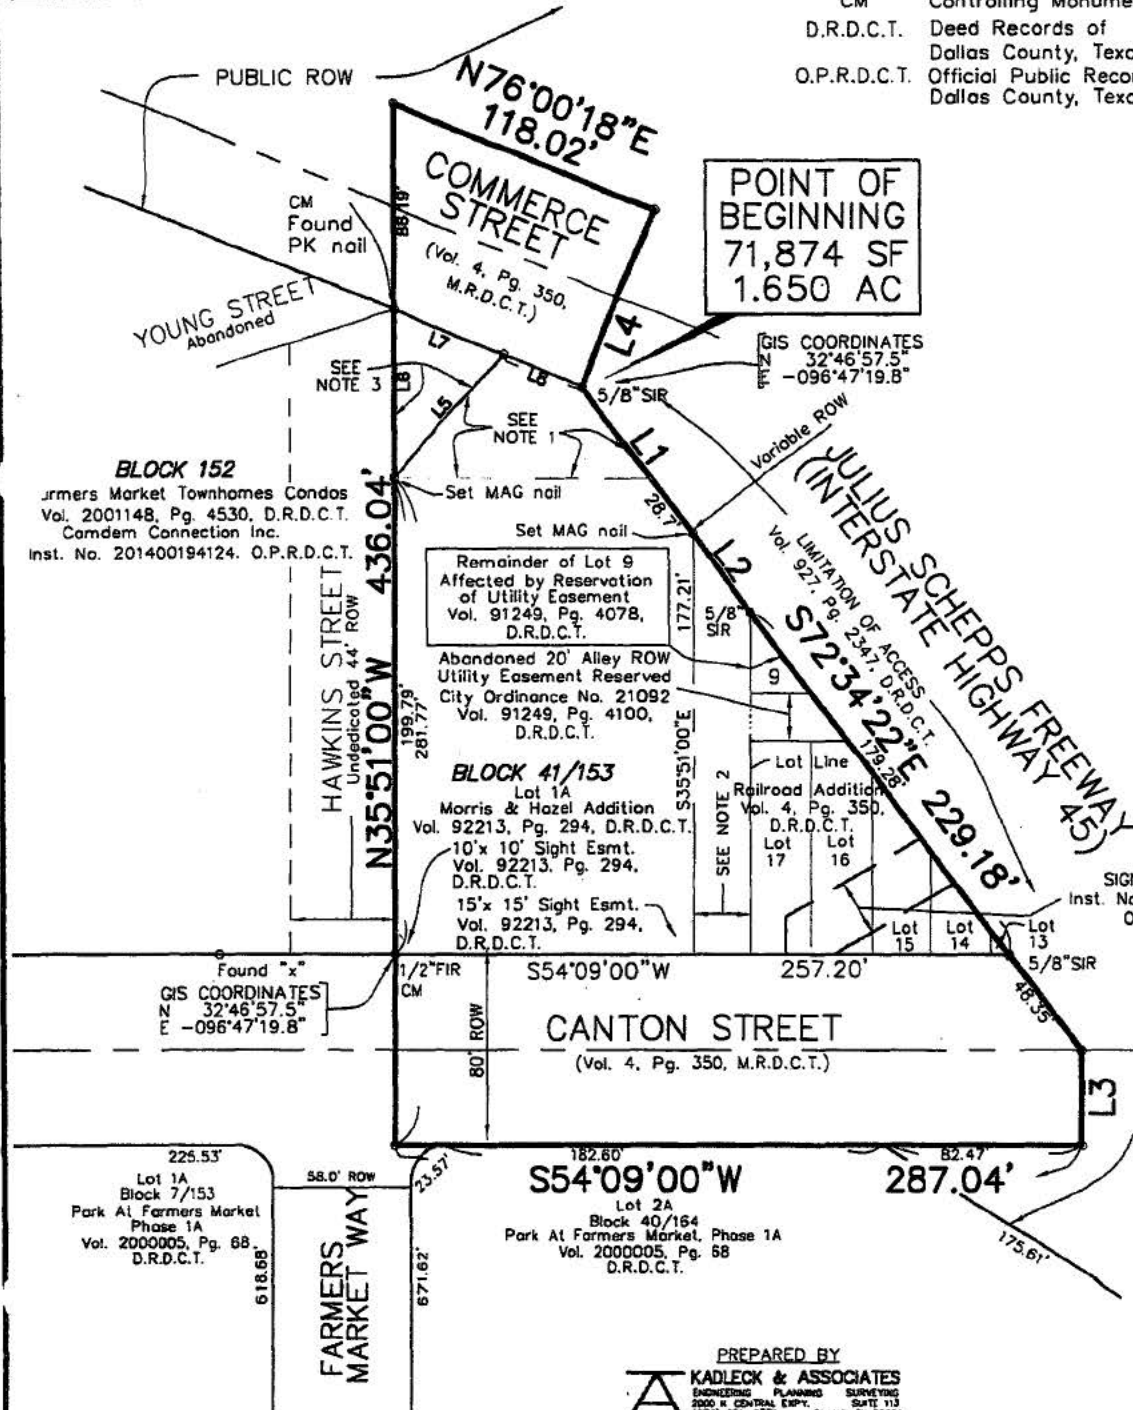 CM Controlling Monume
D.R.D.C.T. Deed Records of
Dallas County, Texa
O.P.R.D.C.T. Official Public Recor
Dallas County, Texa
PUBLIC ROW
N76°00'18"E
118.02'
COMMERCE
STREET
(Vol. 4, Pg. 350,
M.R.D.C.T.)
POINT OF
BEGINNING
71,874 SF
1.650 AC
CM
Found
PK nail
88.19'
YOUNG STREET
Abandoned
L4
GIS COORDINATES
N 32°46'57.5"
E -096°47'19.8"
L7
L8
SEE
NOTE 3
L6
L5
SEE
NOTE 1
5/8"SIR
L1
Variable ROW
JULIUS SCHEPPS FREEWAY
(INTERSTATE HIGHWAY 45)
LIMITATION OF ACCESS
Vol. 927, Pg. 2347, D.R.D.C.T.
BLOCK 152
urmers Market Townhomes Condos
Vol. 2001148, Pg. 4530, D.R.D.C.T.
Camdem Connection Inc.
Inst. No. 201400194124. O.P.R.D.C.T.
Set MAG nail
28.7'
Set MAG nail
L2
Remainder of Lot 9
Affected by Reservation
of Utility Easement
Vol. 91249, Pg. 4078,
D.R.D.C.T.
177.21'
5/8"
SIR
S72°34'22"E 229.18'
179.28'
HAWKINS STREET
Undedicated 44' ROW
N35°51'00"W 436.04'
199.79'
281.77'
Abandoned 20' Alley ROW
Utility Easement Reserved
City Ordinance No. 21092
Vol. 91249, Pg. 4100,
D.R.D.C.T.
9
S35°51'00"E
SEE NOTE 2
Lot Line
Railroad Addition
Vol. 4, Pg. 350,
D.R.D.C.T.
Lot
17
Lot
16
BLOCK 41/153
Lot 1A
Morris & Hazel Addition
Vol. 92213, Pg. 294, D.R.D.C.T.
10'x 10' Sight Esmt.
Vol. 92213, Pg. 294,
D.R.D.C.T.
15'x 15' Sight Esmt.
Vol. 92213, Pg. 294,
D.R.D.C.T.
SIG
Inst. No
O
Lot
15
Lot
14
Lot
13
5/8"SIR
Found "x"
GIS COORDINATES
N 32°46'57.5"
E -096°47'19.8"
1/2"FIR
CM
S54°09'00"W 257.20'
48.35'
80' ROW
CANTON STREET
(Vol. 4, Pg. 350, M.R.D.C.T.)
L3
225.53'
58.0' ROW
23.57'
182.60'
82.47'
S54°09'00"W 287.04'
Lot 1A
Block 7/153
Park At Farmers Market
Phase 1A
Vol. 2000005, Pg. 68.
D.R.D.C.T.
618.68'
FARMERS
MARKET WAY
671.62'
Lot 2A
Block 40/164
Park At Farmers Market, Phase 1A
Vol. 2000005, Pg. 68
D.R.D.C.T.
175.61'
PREPARED BY
KADLECK & ASSOCIATES
ENGINEERING PLANNING SURVEYING
2000 N. CENTRAL EXPY. SUITE 113